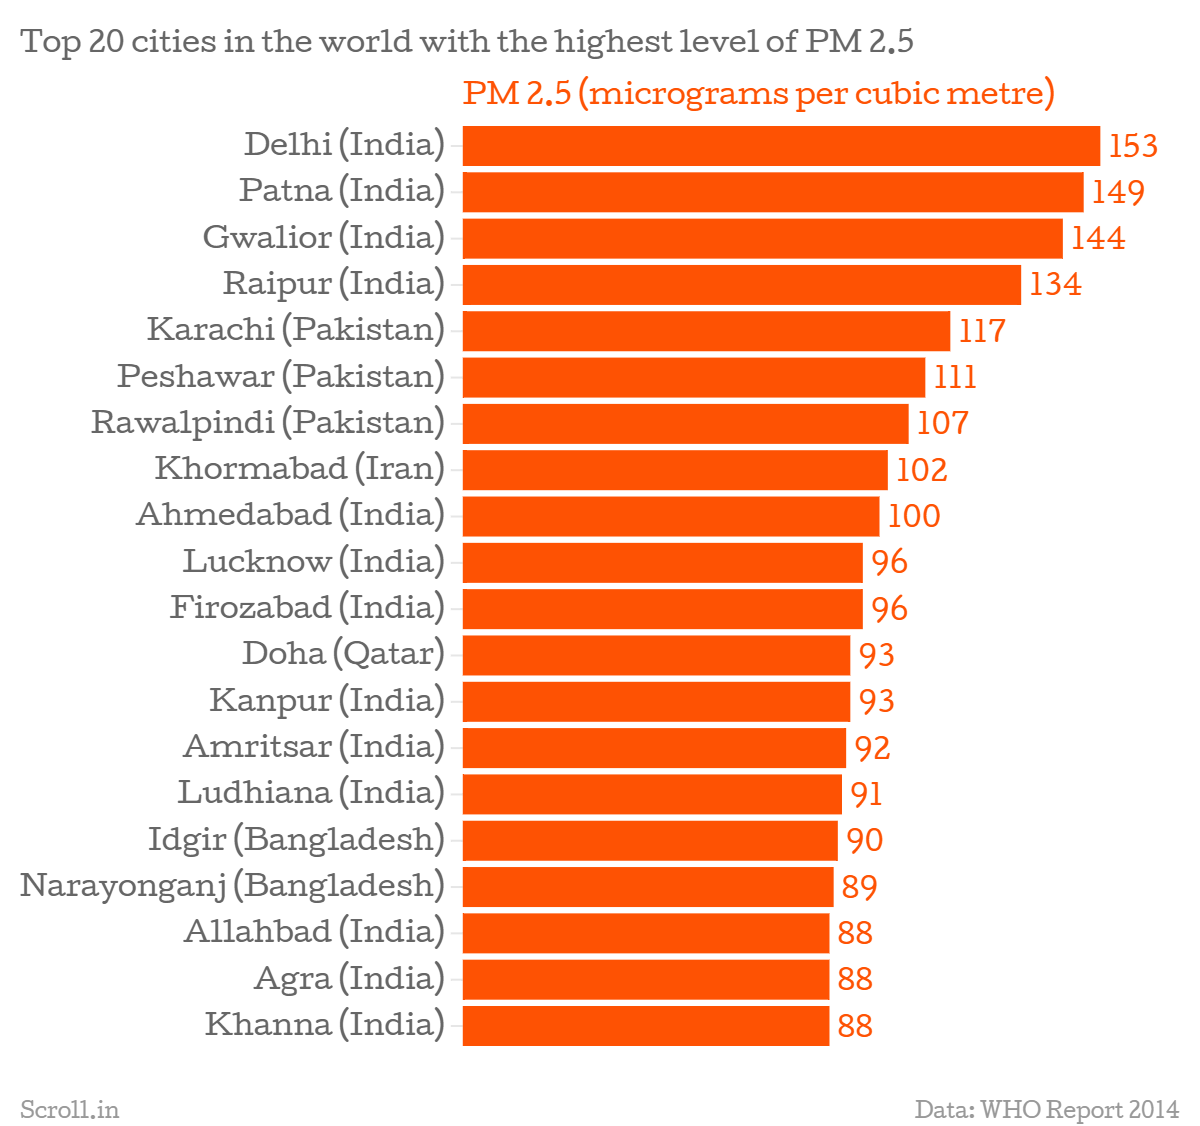 Top 20 cities in the world with the highest level of PM 2.5
PM 2.5 (micrograms per cubic metre)
Delhi (India) 153
Patna (India) 149
Gwalior (India) 144
Raipur (India) 134
Karachi (Pakistan) 117
Peshawar (Pakistan) 111
Rawalpindi (Pakistan) 107
Khormabad (Iran) 102
Ahmedabad (India) 100
Lucknow (India) 96
Firozabad (India) 96
Doha (Qatar) 93
Kanpur (India) 93
Amritsar (India) 92
Ludhiana (India) 91
Idgir (Bangladesh) 90
Narayonganj (Bangladesh) 89
Allahbad (India) 88
Agra (India) 88
Khanna (India) 88
Scroll.in Data: WHO Report 2014